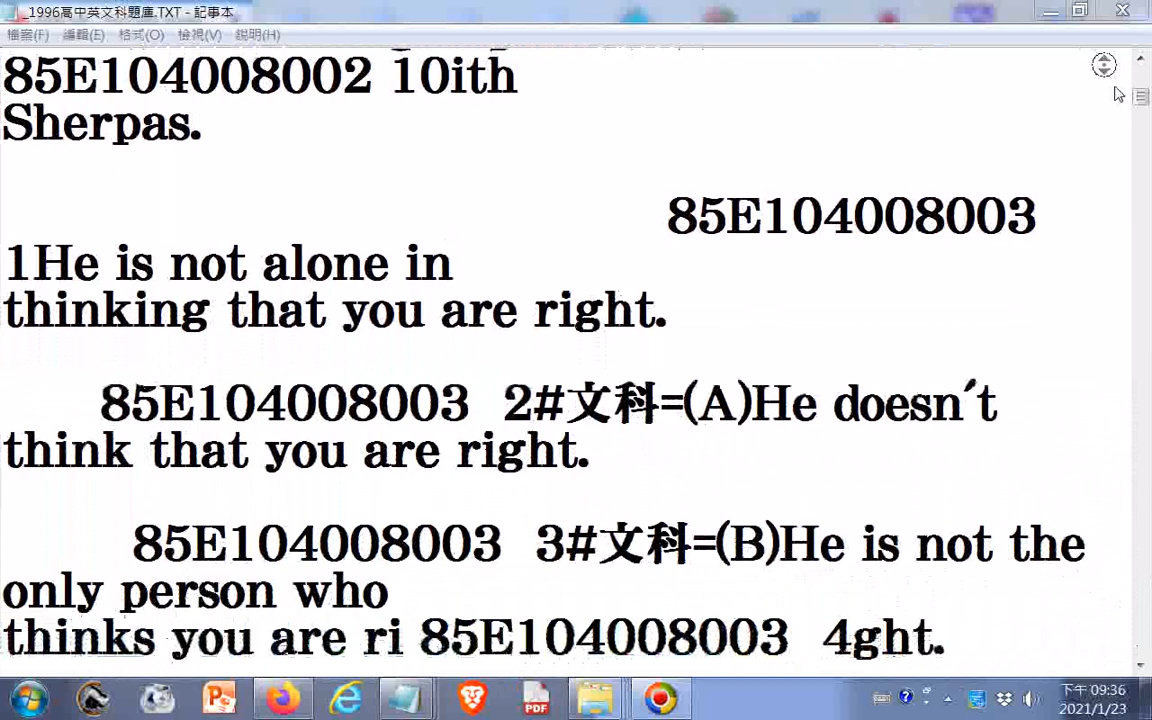 _1996高中英文科題庫.TXT - 記事本
檔案(F) 編輯(E) 格式(O) 檢視(V) 說明(H)
85E104008002 10ith
Sherpas.
85E104008003
1He is not alone in
thinking that you are right.
85E104008003 2#文科=(A)He doesn't
think that you are right.
85E104008003 3#文科=(B)He is not the
only person who
thinks you are ri 85E104008003 4ght.
PDF
下午 09:36
2021/1/23